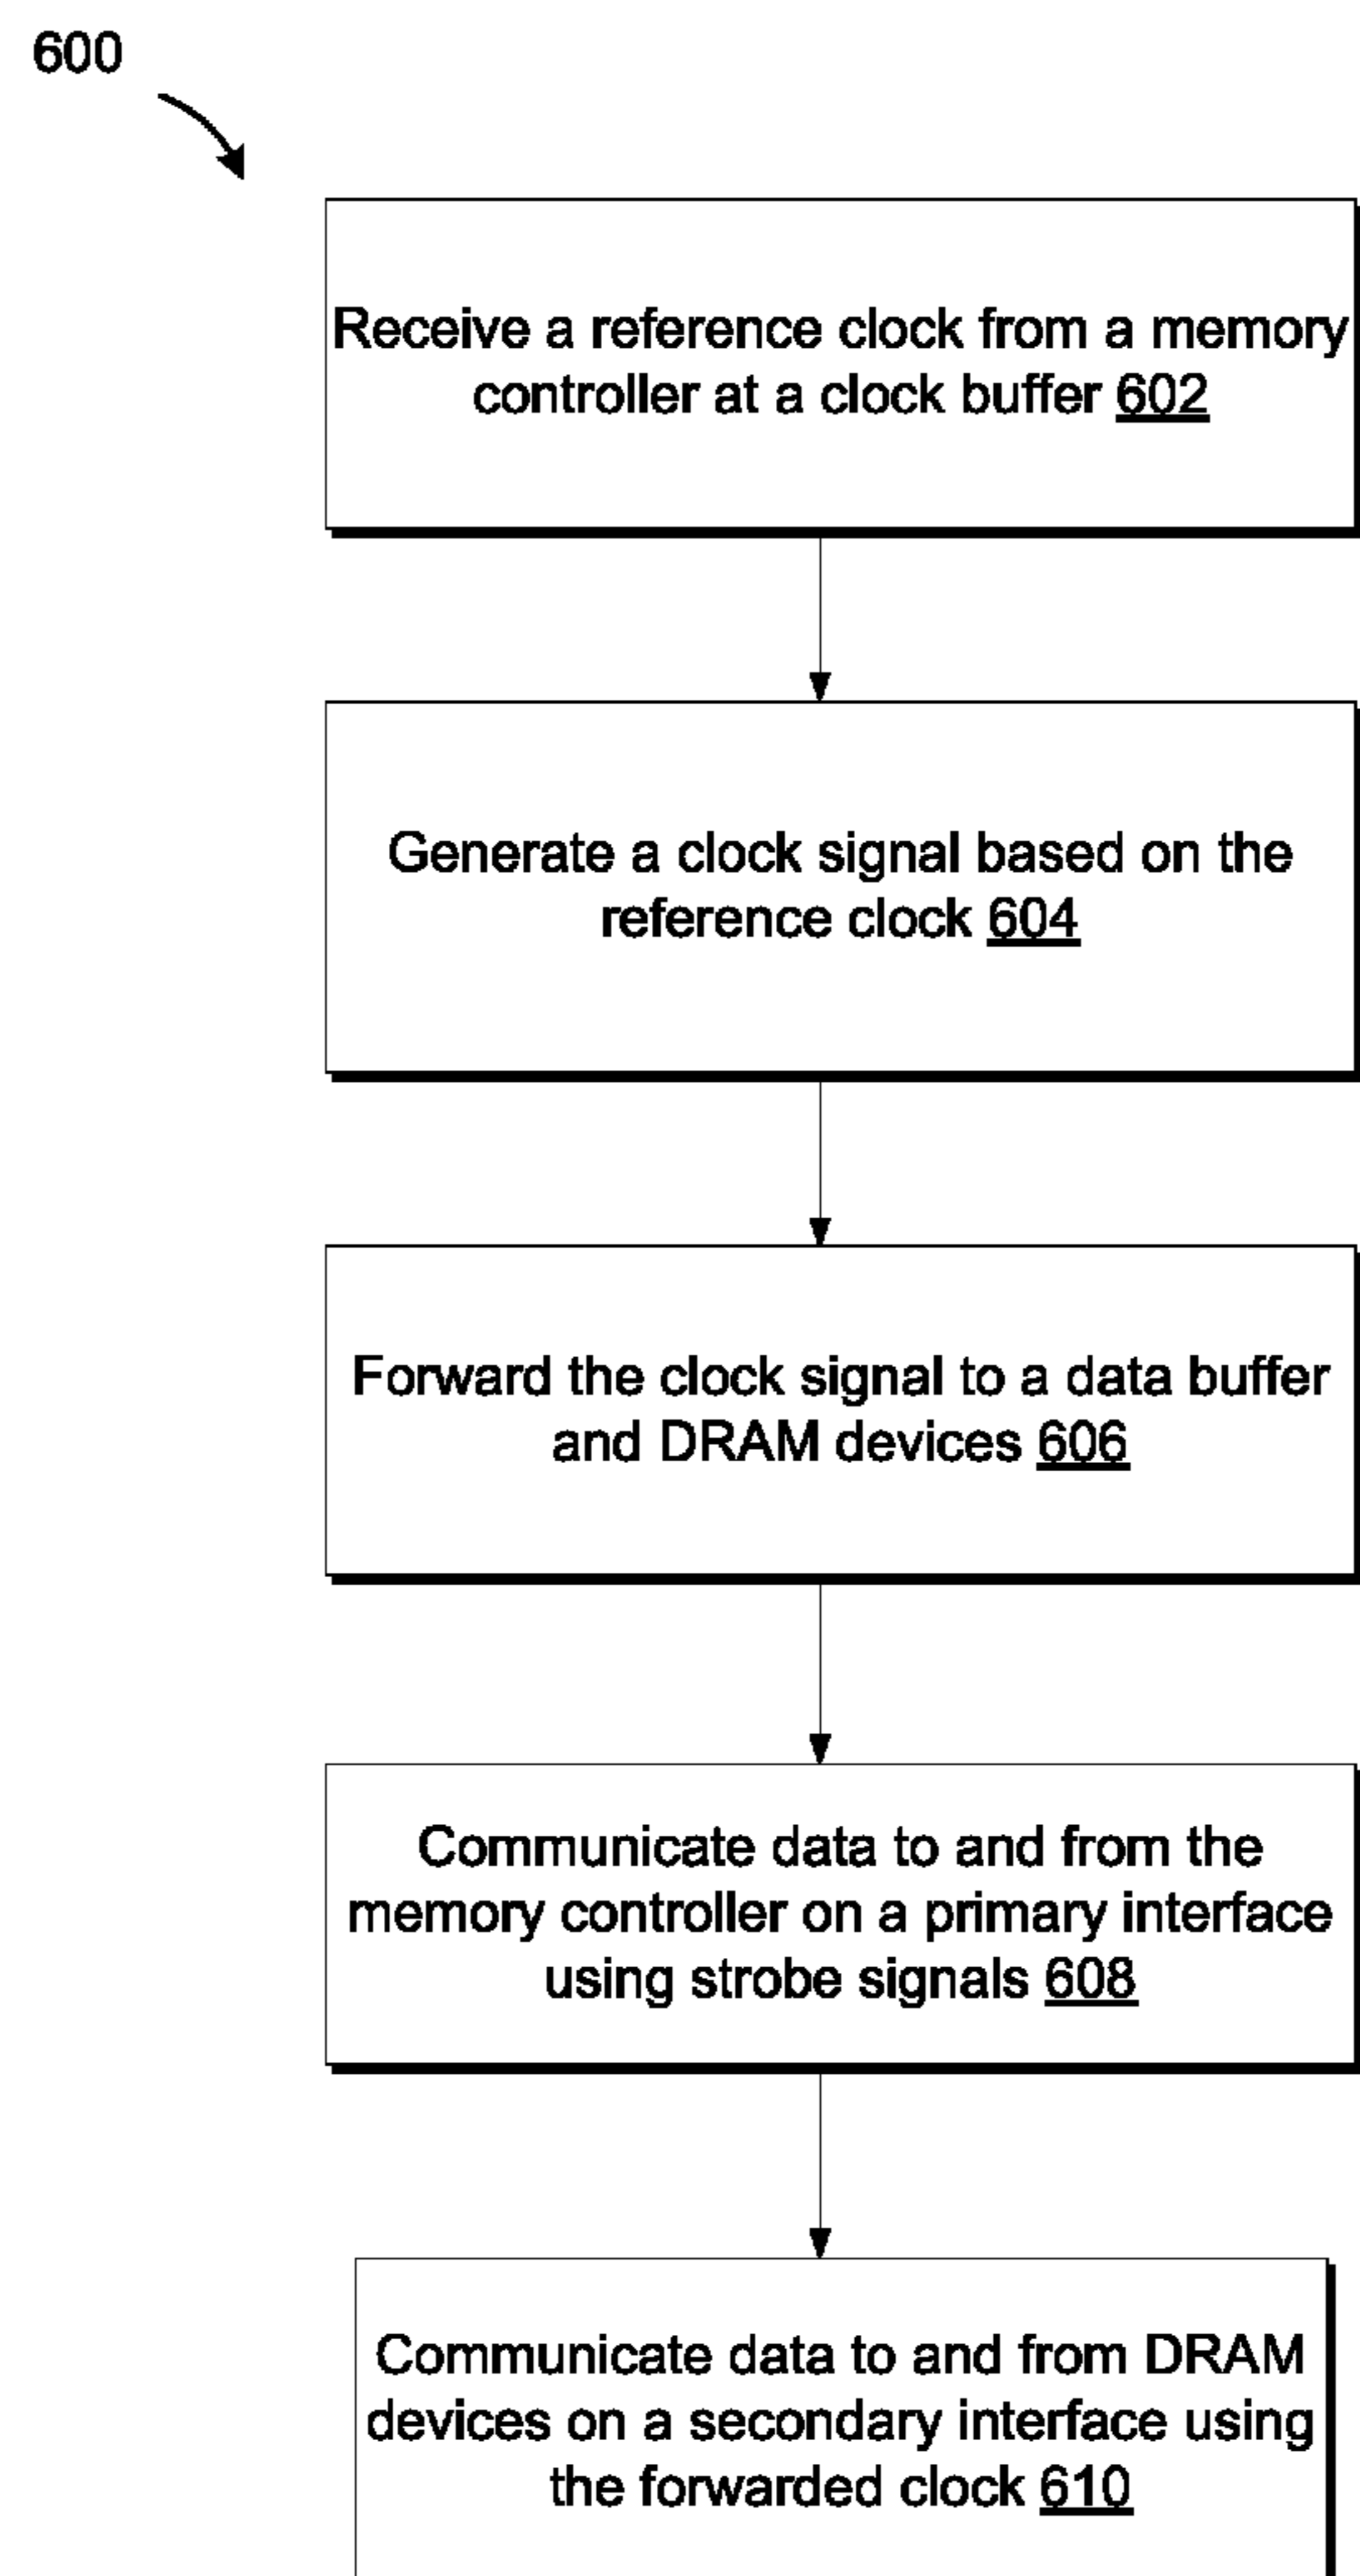 600
Receive a reference clock from a memory
controller at a clock buffer 602
Generate a clock signal based on the
reference clock 604
Forward the clock signal to a data buffer
and DRAM devices 606
Communicate data to and from the
memory controller on a primary interface
using strobe signals 608
Communicate data to and from DRAM
devices on a secondary interface using
the forwarded clock 610